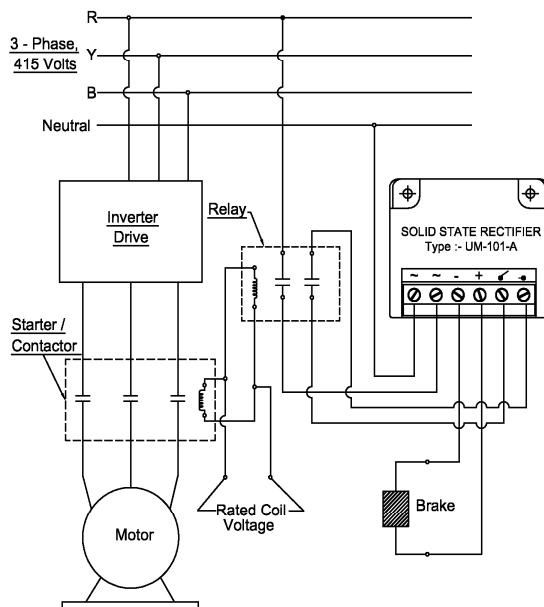 R
3 - Phase,
415 Volts
Y
B
Neutral
Inverter
Drive
Relay
SOLID STATE RECTIFIER
Type :- UM-101-A
~ ~ - +
Starter /
Contactor
Rated Coil
Voltage
Brake
Motor